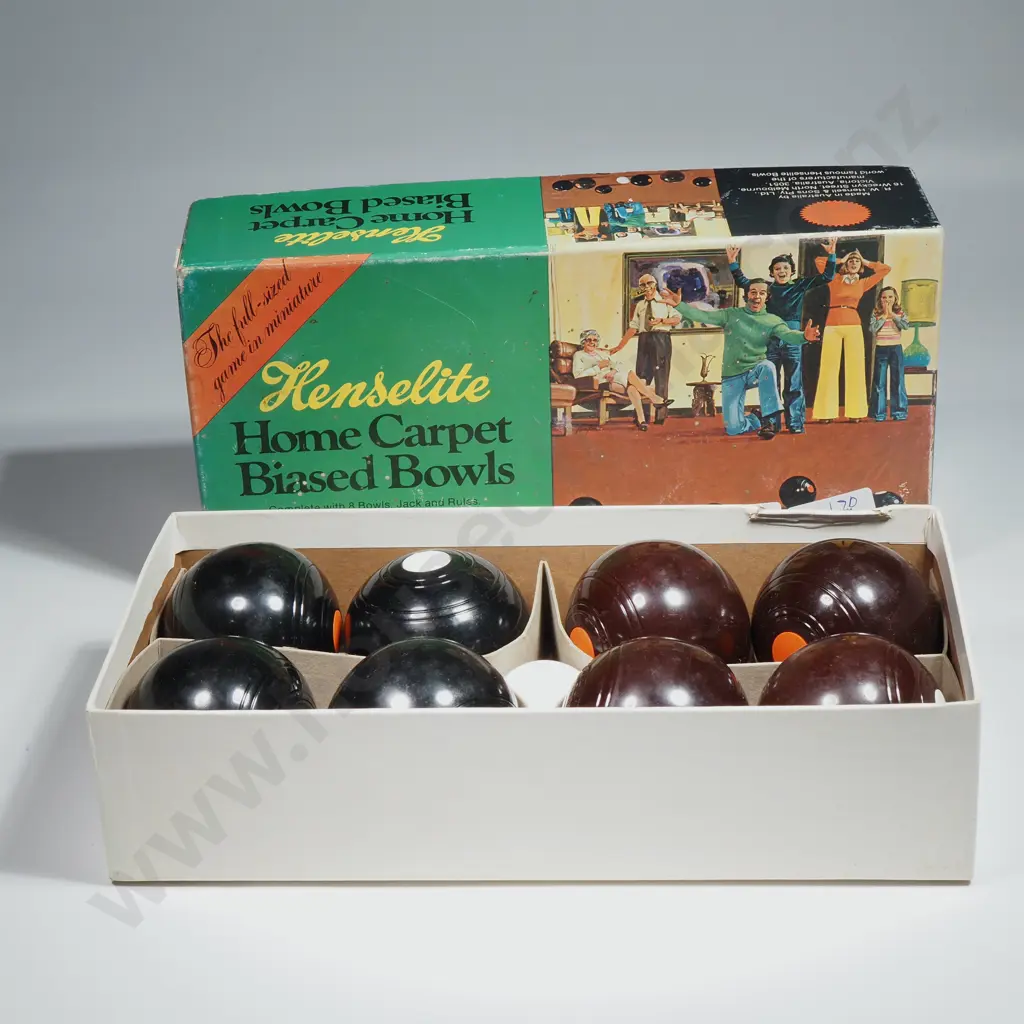 Henselite
Home Carpet
Biased Bowls
Made in Australia by
R. W. Hensell & Sons Pty. Ltd.
16 Wreckyn Street, North Melbourne,
Victoria, Australia, 3051
manufacturers of the
world famous Henselite Bowls.
The full-sized
game in miniature
Henselite
Home Carpet
Biased Bowls
Complete with 8 Bowls, Jack and Rules.